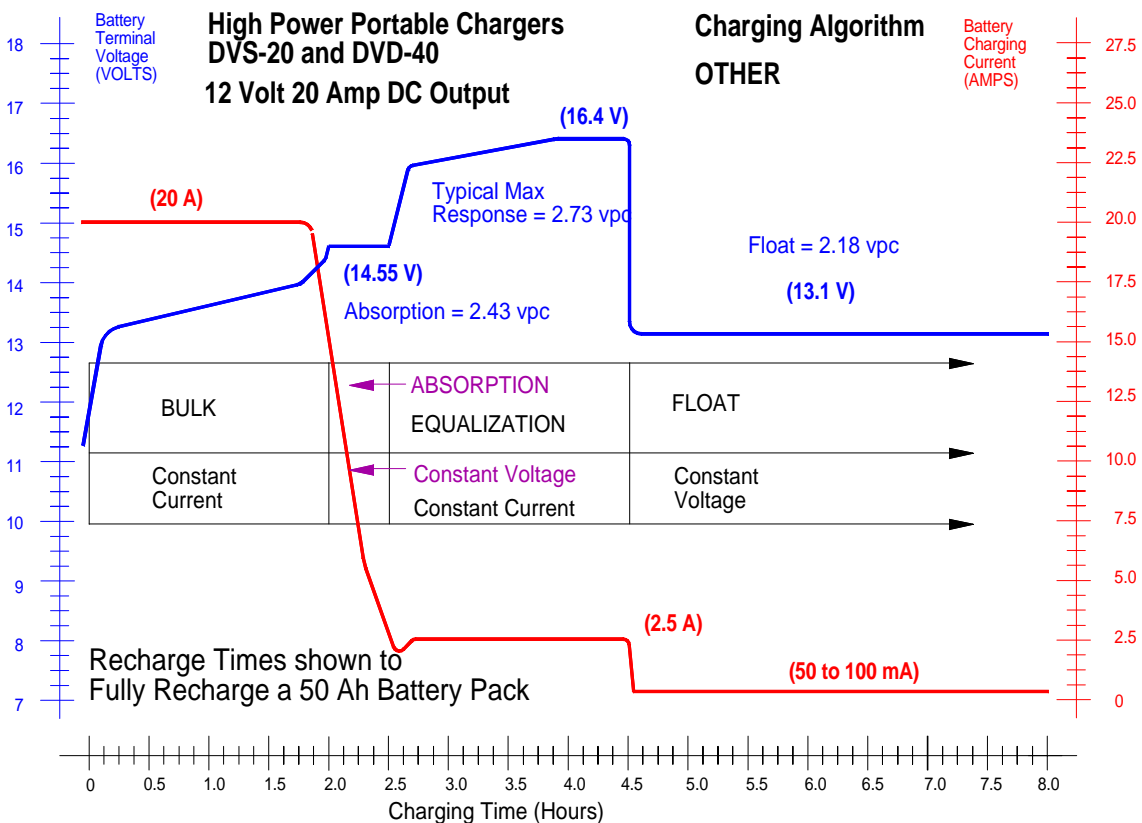 High Power Portable Chargers
DVS-20 and DVD-40
12 Volt 20 Amp DC Output
Charging Algorithm
OTHER
Battery
Terminal
Voltage
(VOLTS)
Battery
Charging
Current
(AMPS)
18
17
16
15
14
13
12
11
10
9
8
7
27.5
25.0
22.5
20.0
17.5
15.0
12.5
10.0
7.5
5.0
2.5
0
(20 A)
(16.4 V)
Typical Max
Response = 2.73 vpc
(14.55 V)
Absorption = 2.43 vpc
Float = 2.18 vpc
(13.1 V)
BULK
ABSORPTION
EQUALIZATION
FLOAT
Constant
Current
Constant Voltage
Constant Current
Constant
Voltage
(2.5 A)
(50 to 100 mA)
Recharge Times shown to
Fully Recharge a 50 Ah Battery Pack
0 0.5 1.0 1.5 2.0 2.5 3.0 3.5 4.0 4.5 5.0 5.5 6.0 6.5 7.0 7.5 8.0
Charging Time (Hours)